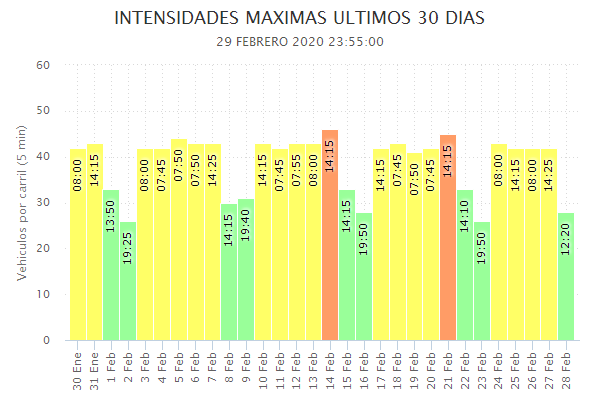 INTENSIDADES MAXIMAS ULTIMOS 30 DIAS
29 FEBRERO 2020 23:55:00
Vehiculos por carril (5 min)
60
50
40
30
20
10
0
08:00
14:15
13:50
19:25
08:00
07:45
07:50
07:50
14:25
14:15
19:40
14:15
07:45
07:55
08:00
14:15
14:15
19:50
14:15
07:45
07:50
07:45
14:15
14:10
19:50
08:00
14:15
08:00
14:25
12:20
30 Ene
31 Ene
1 Feb
2 Feb
3 Feb
4 Feb
5 Feb
6 Feb
7 Feb
8 Feb
9 Feb
10 Feb
11 Feb
12 Feb
13 Feb
14 Feb
15 Feb
16 Feb
17 Feb
18 Feb
19 Feb
20 Feb
21 Feb
22 Feb
23 Feb
24 Feb
25 Feb
26 Feb
27 Feb
28 Feb